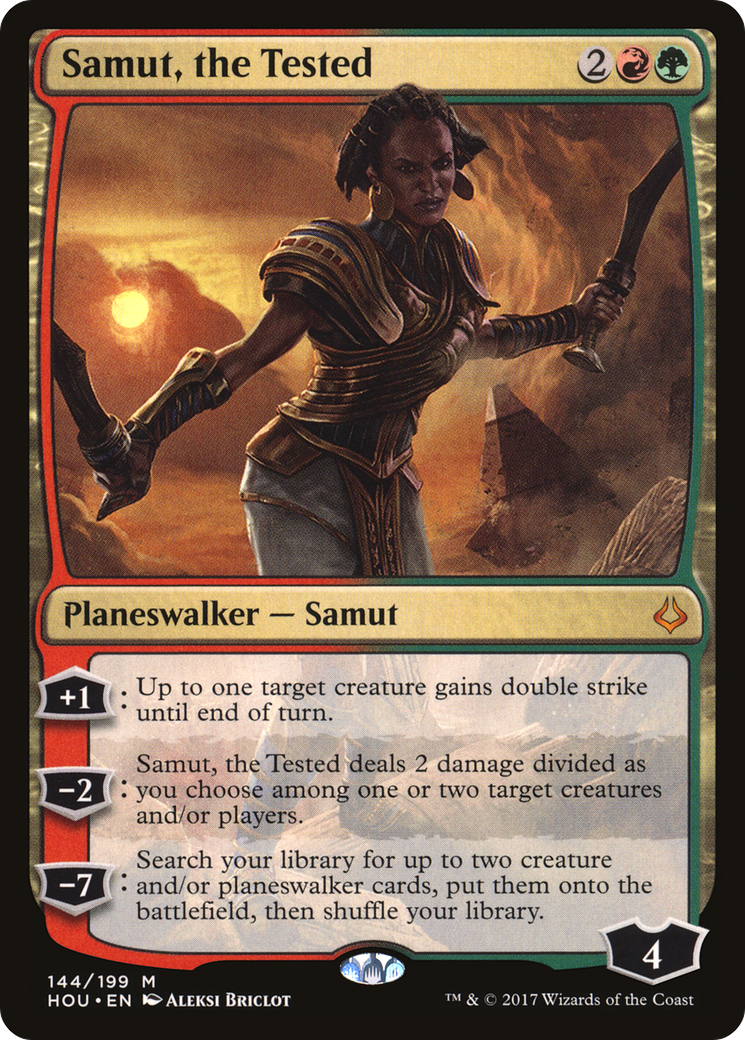 Samut, the Tested 2
Planeswalker — Samut
+1 : Up to one target creature gains double strike
until end of turn.
Samut, the Tested deals 2 damage divided as
−2 : you choose among one or two target creatures
and/or players.
Search your library for up to two creature
−7 : and/or planeswalker cards, put them onto the
battlefield, then shuffle your library.
4
144/199 M
HOU • EN Aleksi Briclot ™ & © 2017 Wizards of the Coast